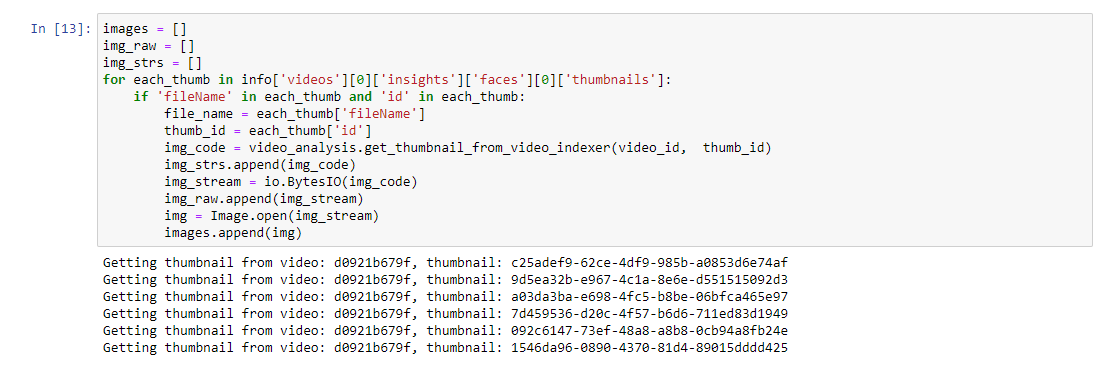 In [13]: images = []
img_raw = []
img_strs = []
for each_thumb in info['videos'][0]['insights']['faces'][0]['thumbnails']:
    if 'fileName' in each_thumb and 'id' in each_thumb:
        file_name = each_thumb['fileName']
        thumb_id = each_thumb['id']
        img_code = video_analysis.get_thumbnail_from_video_indexer(video_id,  thumb_id)
        img_strs.append(img_code)
        img_stream = io.BytesIO(img_code)
        img_raw.append(img_stream)
        img = Image.open(img_stream)
        images.append(img)
Getting thumbnail from video: d0921b679f, thumbnail: c25adef9-62ce-4df9-985b-a0853d6e74af
Getting thumbnail from video: d0921b679f, thumbnail: 9d5ea32b-e967-4c1a-8e6e-d551515092d3
Getting thumbnail from video: d0921b679f, thumbnail: a03da3ba-e698-4fc5-b8be-06bfca465e97
Getting thumbnail from video: d0921b679f, thumbnail: 7d459536-d20c-4f57-b6d6-711ed83d1949
Getting thumbnail from video: d0921b679f, thumbnail: 092c6147-73ef-48a8-a8b8-0cb94a8fb24e
Getting thumbnail from video: d0921b679f, thumbnail: 1546da96-0890-4370-81d4-89015dddd425